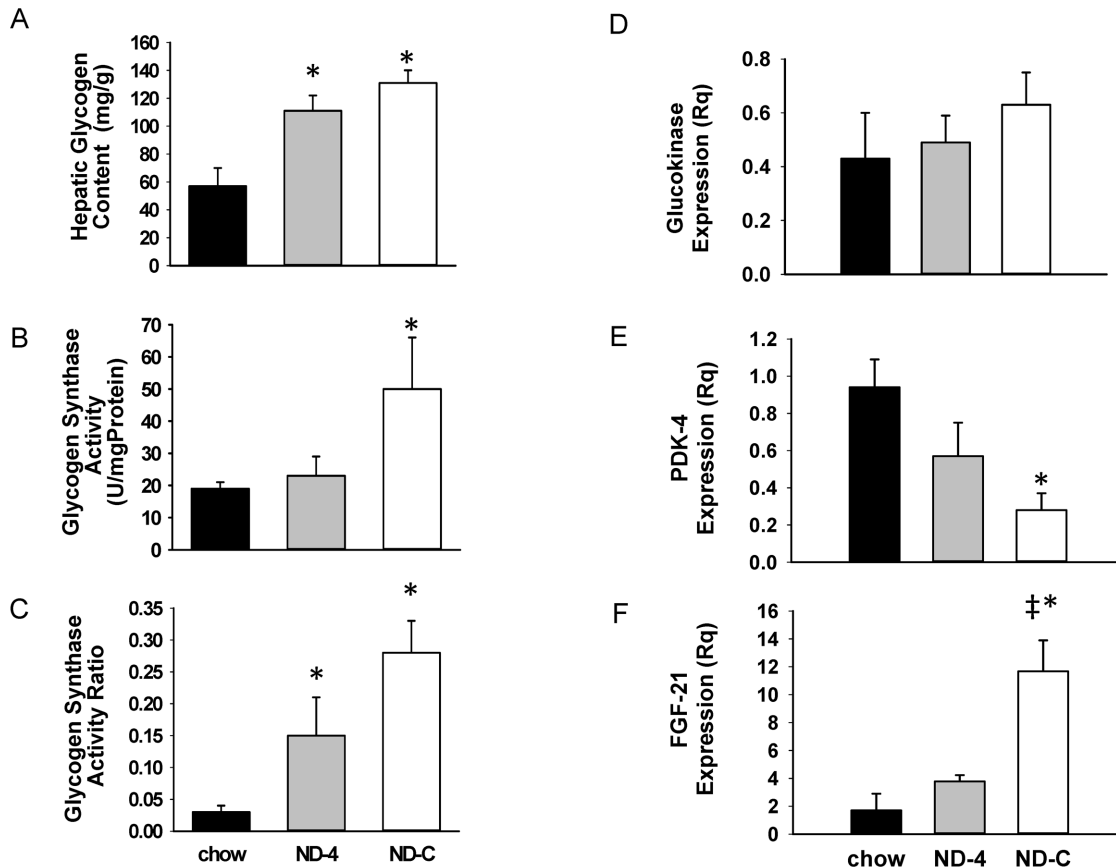 A
Hepatic Glycogen
Content (mg/g)
160
140
120
100
80
60
40
20
0
*
*
B
Glycogen Synthase
Activity
(U/mgProtein)
70
60
50
40
30
20
10
0
*
C
Glycogen Synthase
Activity Ratio
0.35
0.30
0.25
0.20
0.15
0.10
0.05
0.00
*
*
chow ND-4 ND-C
D
Glucokinase
Expression (Rq)
0.8
0.6
0.4
0.2
0.0
E
PDK-4
Expression (Rq)
1.2
1.0
0.8
0.6
0.4
0.2
0.0
*
F
FGF-21
Expression (Rq)
16
14
12
10
8
6
4
2
0
‡*
chow ND-4 ND-C